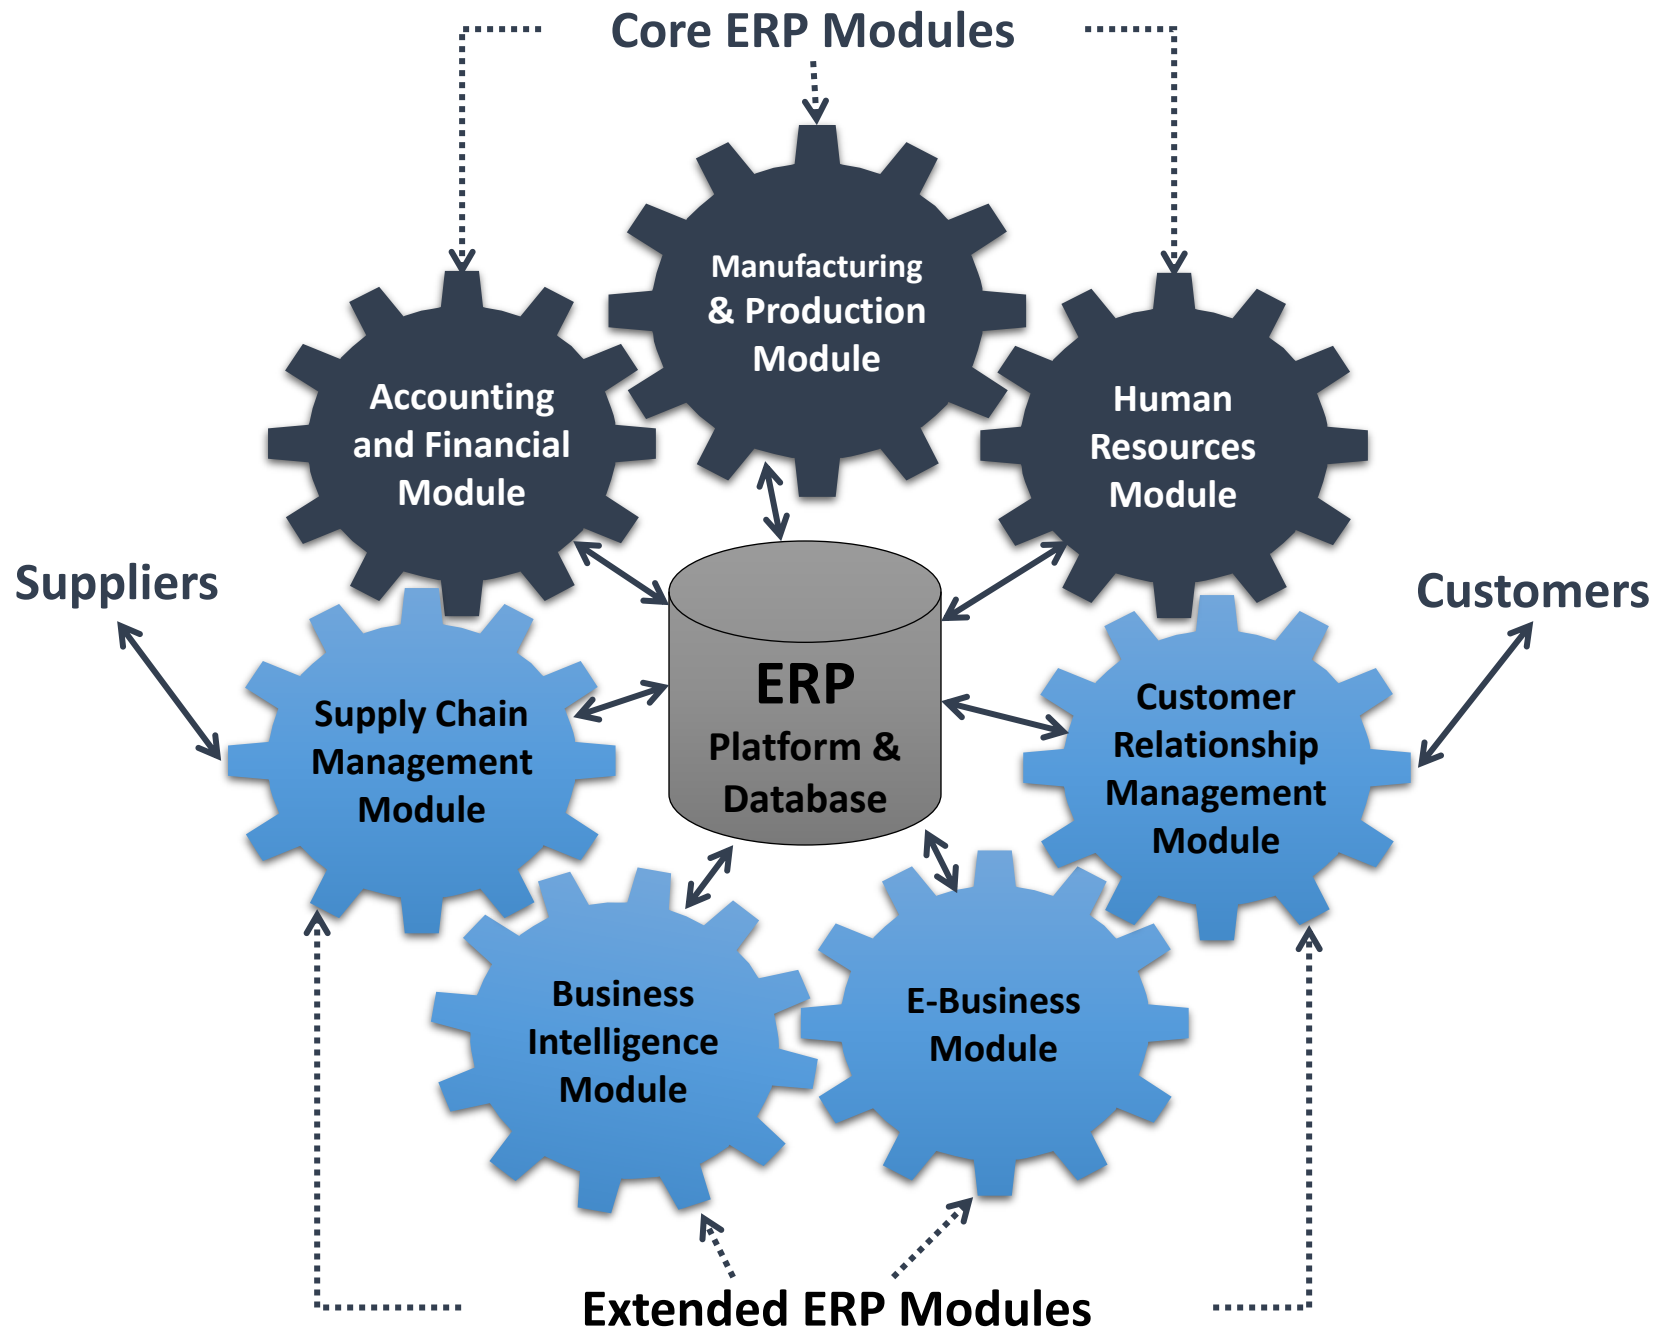 Core ERP Modules
Manufacturing
& Production
Module
Accounting
and Financial
Module
Human
Resources
Module
Suppliers
Customers
ERP
Platform &
Database
Supply Chain
Management
Module
Customer
Relationship
Management
Module
Business
Intelligence
Module
E-Business
Module
Extended ERP Modules